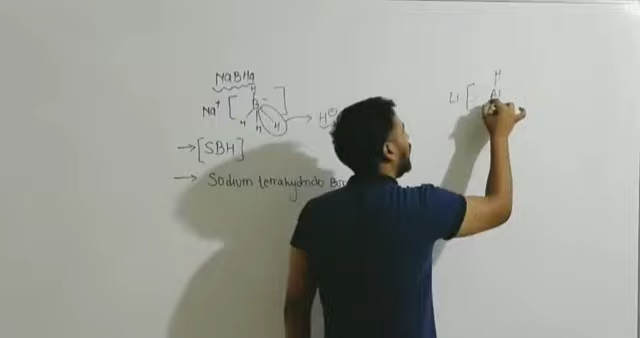 NaBH4
H
Na+ [ B- ]
H H H → H⊖
→ [SBH]
→ Sodium tetrahydrido
H
Li [ Al